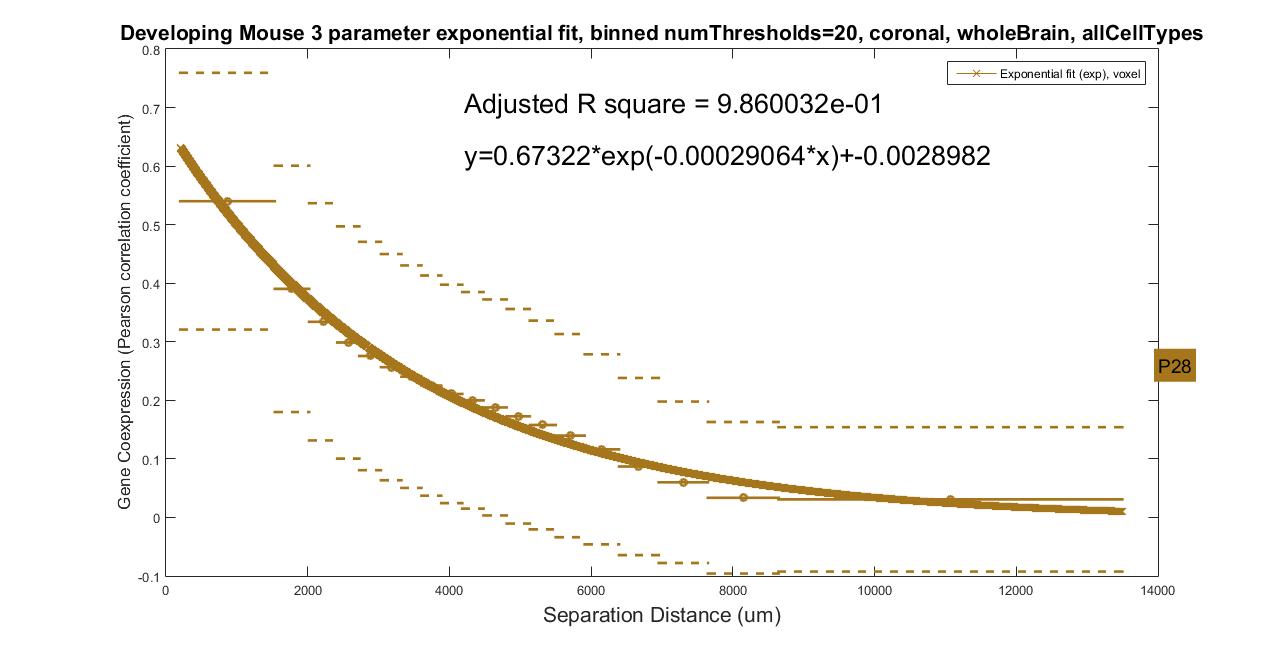 Developing Mouse 3 parameter exponential fit, binned numThresholds=20, coronal, wholeBrain, allCellTypes
Exponential fit (exp), voxel
Adjusted R square = 9.860032e-01
y=0.67322*exp(-0.00029064*x)+-0.0028982
Gene Coexpression (Pearson correlation coefficient)
0.8
0.7
0.6
0.5
0.4
0.3
0.2
0.1
0
-0.1
P28
0 2000 4000 6000 8000 10000 12000 14000
Separation Distance (um)